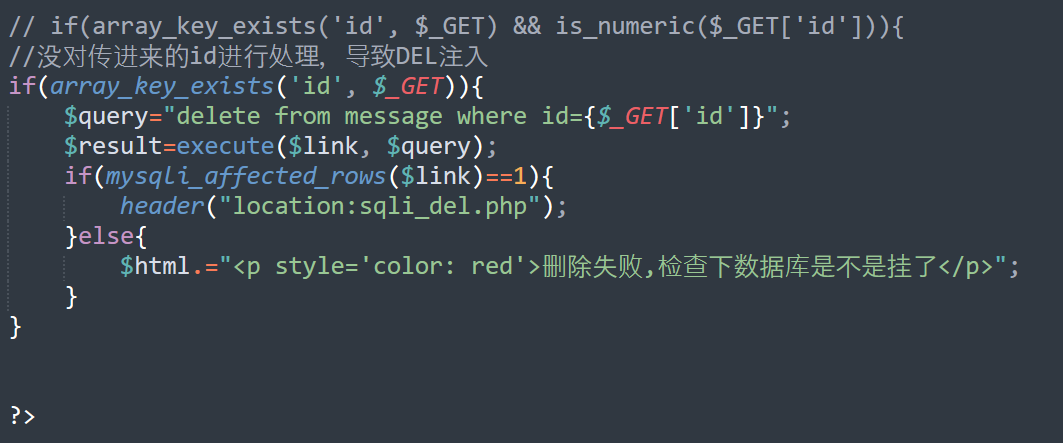 // if(array_key_exists('id', $_GET) && is_numeric($_GET['id'])){
//没对传进来的id进行处理，导致DEL注入
if(array_key_exists('id', $_GET)){
$query="delete from message where id={$_GET['id']}";
$result=execute($link, $query);
if(mysqli_affected_rows($link)==1){
header("location:sqli_del.php");
}else{
$html.="<p style='color: red'>删除失败,检查下数据库是不是挂了</p>";
}
}
?>